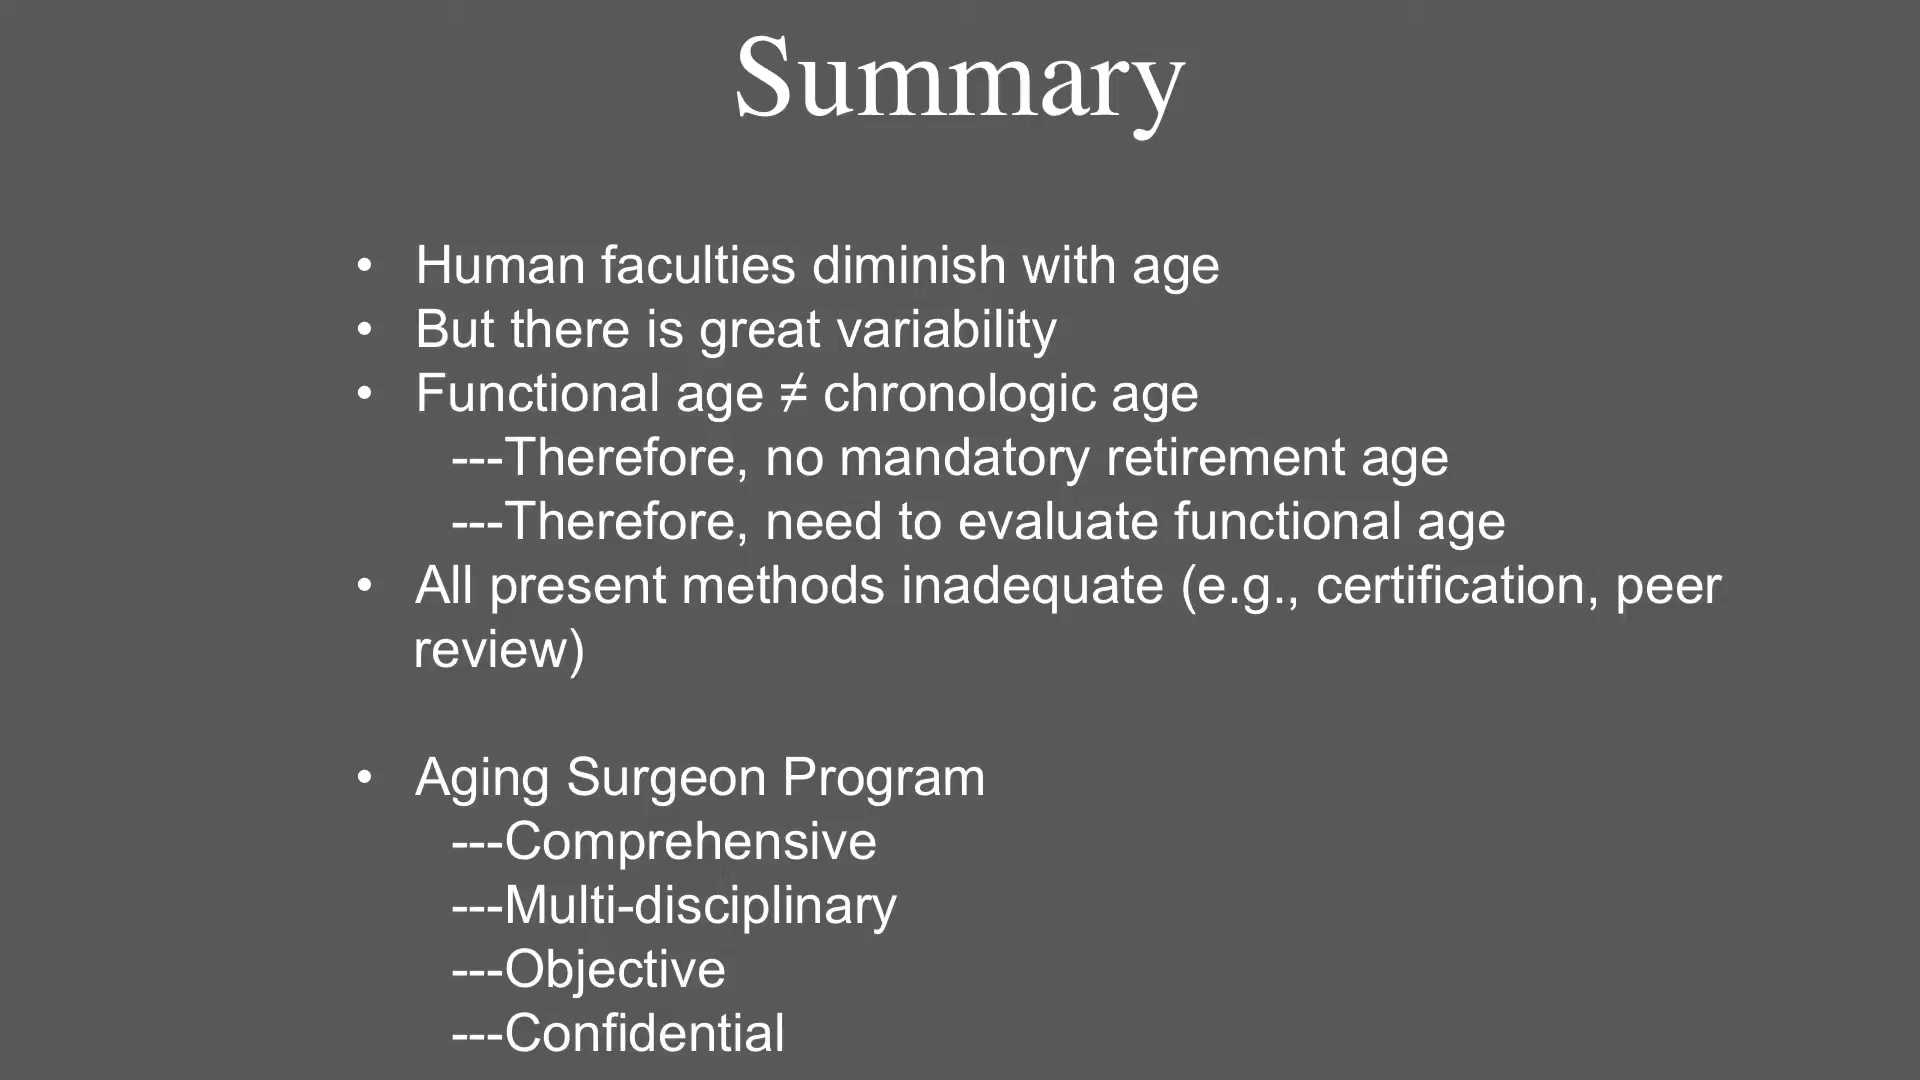 Summary
• Human faculties diminish with age
• But there is great variability
• Functional age ≠ chronologic age
---Therefore, no mandatory retirement age
---Therefore, need to evaluate functional age
• All present methods inadequate (e.g., certification, peer
review)
• Aging Surgeon Program
---Comprehensive
---Multi-disciplinary
---Objective
---Confidential